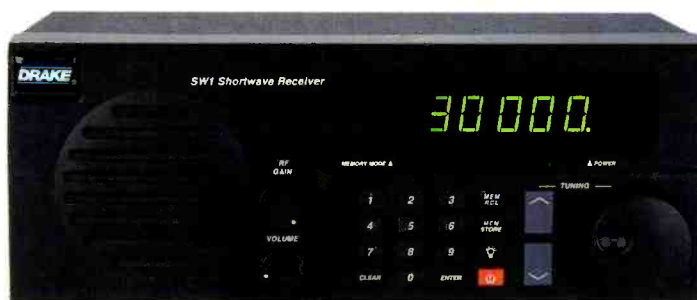 DRAKE
SW1 Shortwave Receiver
30000.
RF
GAIN
MEMORY MODE ▲
▲ POWER
TUNING
1 2 3 MEM RCL
4 5 6 MEM STORE
VOLUME
7 8 9
CLEAR 0 ENTER